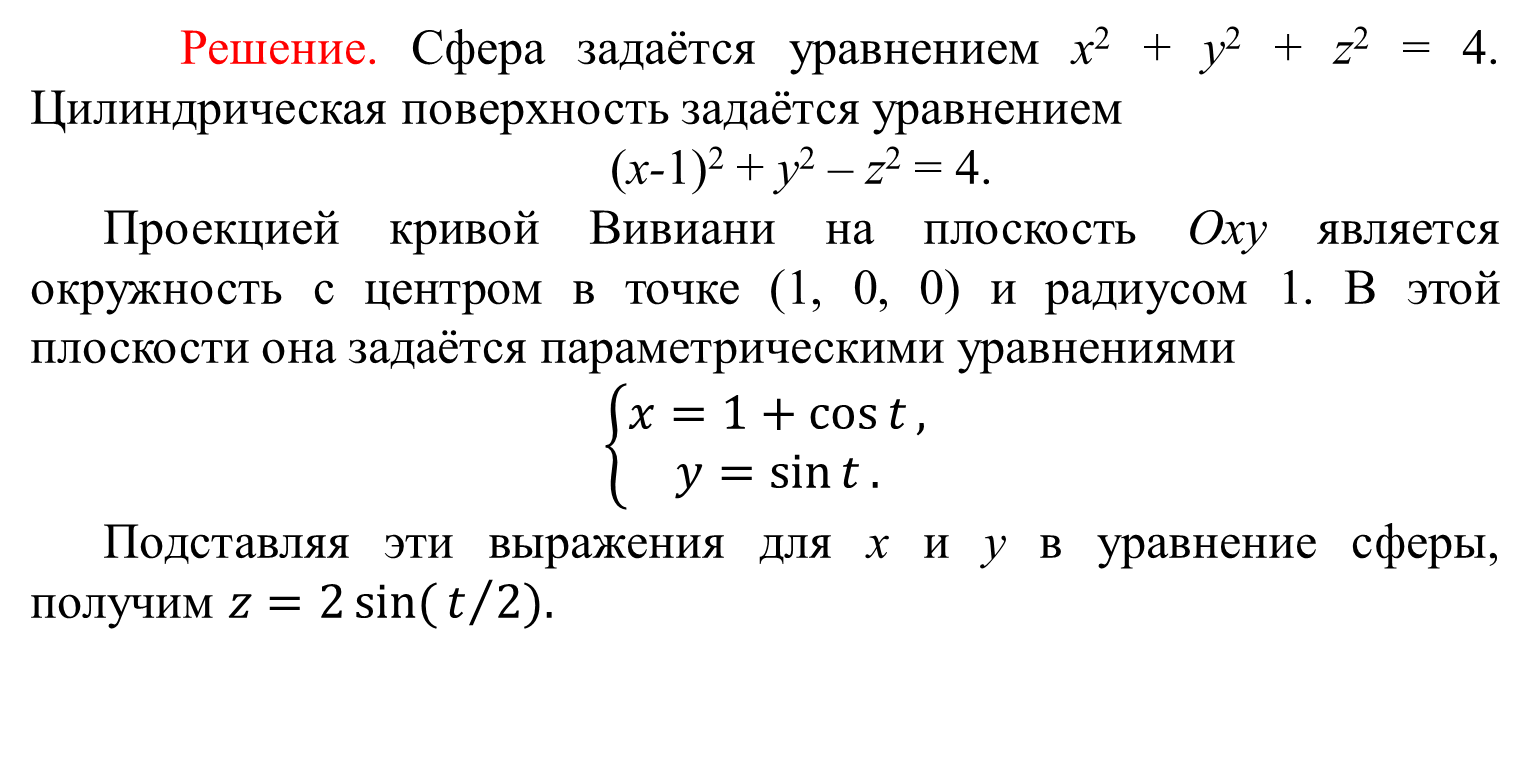 Решение. Сфера задаётся уравнением x² + y² + z² = 4.
Цилиндрическая поверхность задаётся уравнением
(x-1)² + y² – z² = 4.
Проекцией кривой Вивиани на плоскость Oxy является
окружность с центром в точке (1, 0, 0) и радиусом 1. В этой
плоскости она задаётся параметрическими уравнениями
{x = 1 + cos t ,
y = sin t .
Подставляя эти выражения для x и y в уравнение сферы,
получим z = 2 sin( t/2).